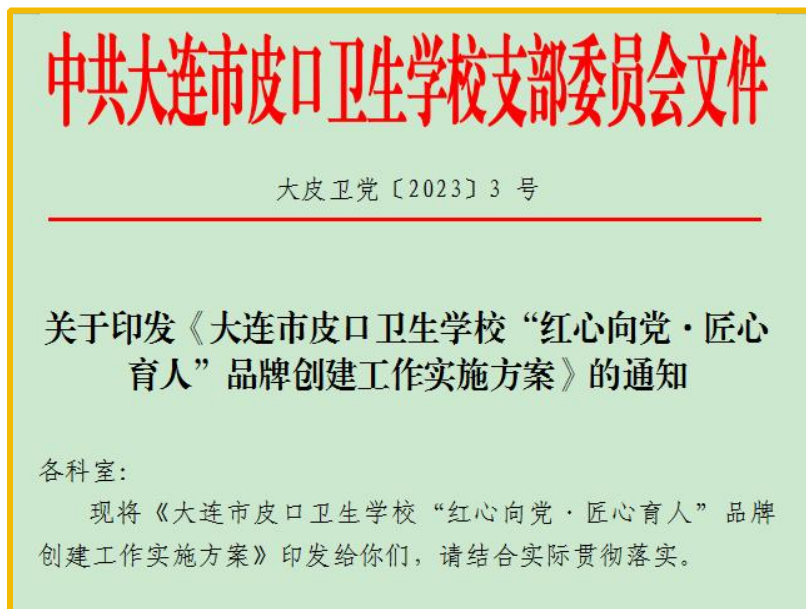 中共大连市皮口卫生学校支部委员会文件
大皮卫党〔2023〕3 号
关于印发《大连市皮口卫生学校“红心向党·匠心
育人”品牌创建工作实施方案》的通知
各科室：
现将《大连市皮口卫生学校“红心向党·匠心育人”品牌
创建工作实施方案》印发给你们，请结合实际贯彻落实。